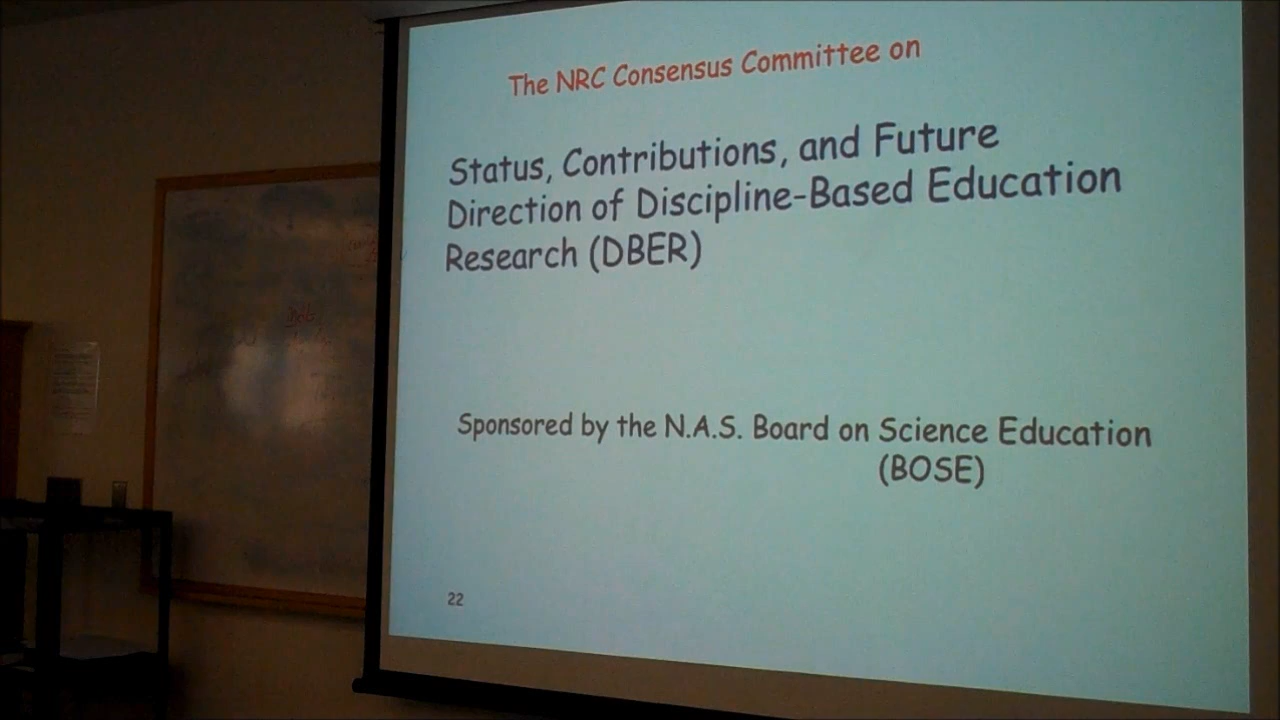 The NRC Consensus Committee on
Status, Contributions, and Future
Direction of Discipline-Based Education
Research (DBER)
Sponsored by the N.A.S. Board on Science Education
(BOSE)
22